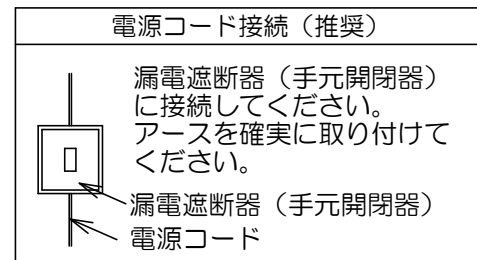 電源コード接続（推奨）
漏電遮断器（手元開閉器）
に接続してください。
アースを確実に取り付けて
ください。
漏電遮断器（手元開閉器）
電源コード